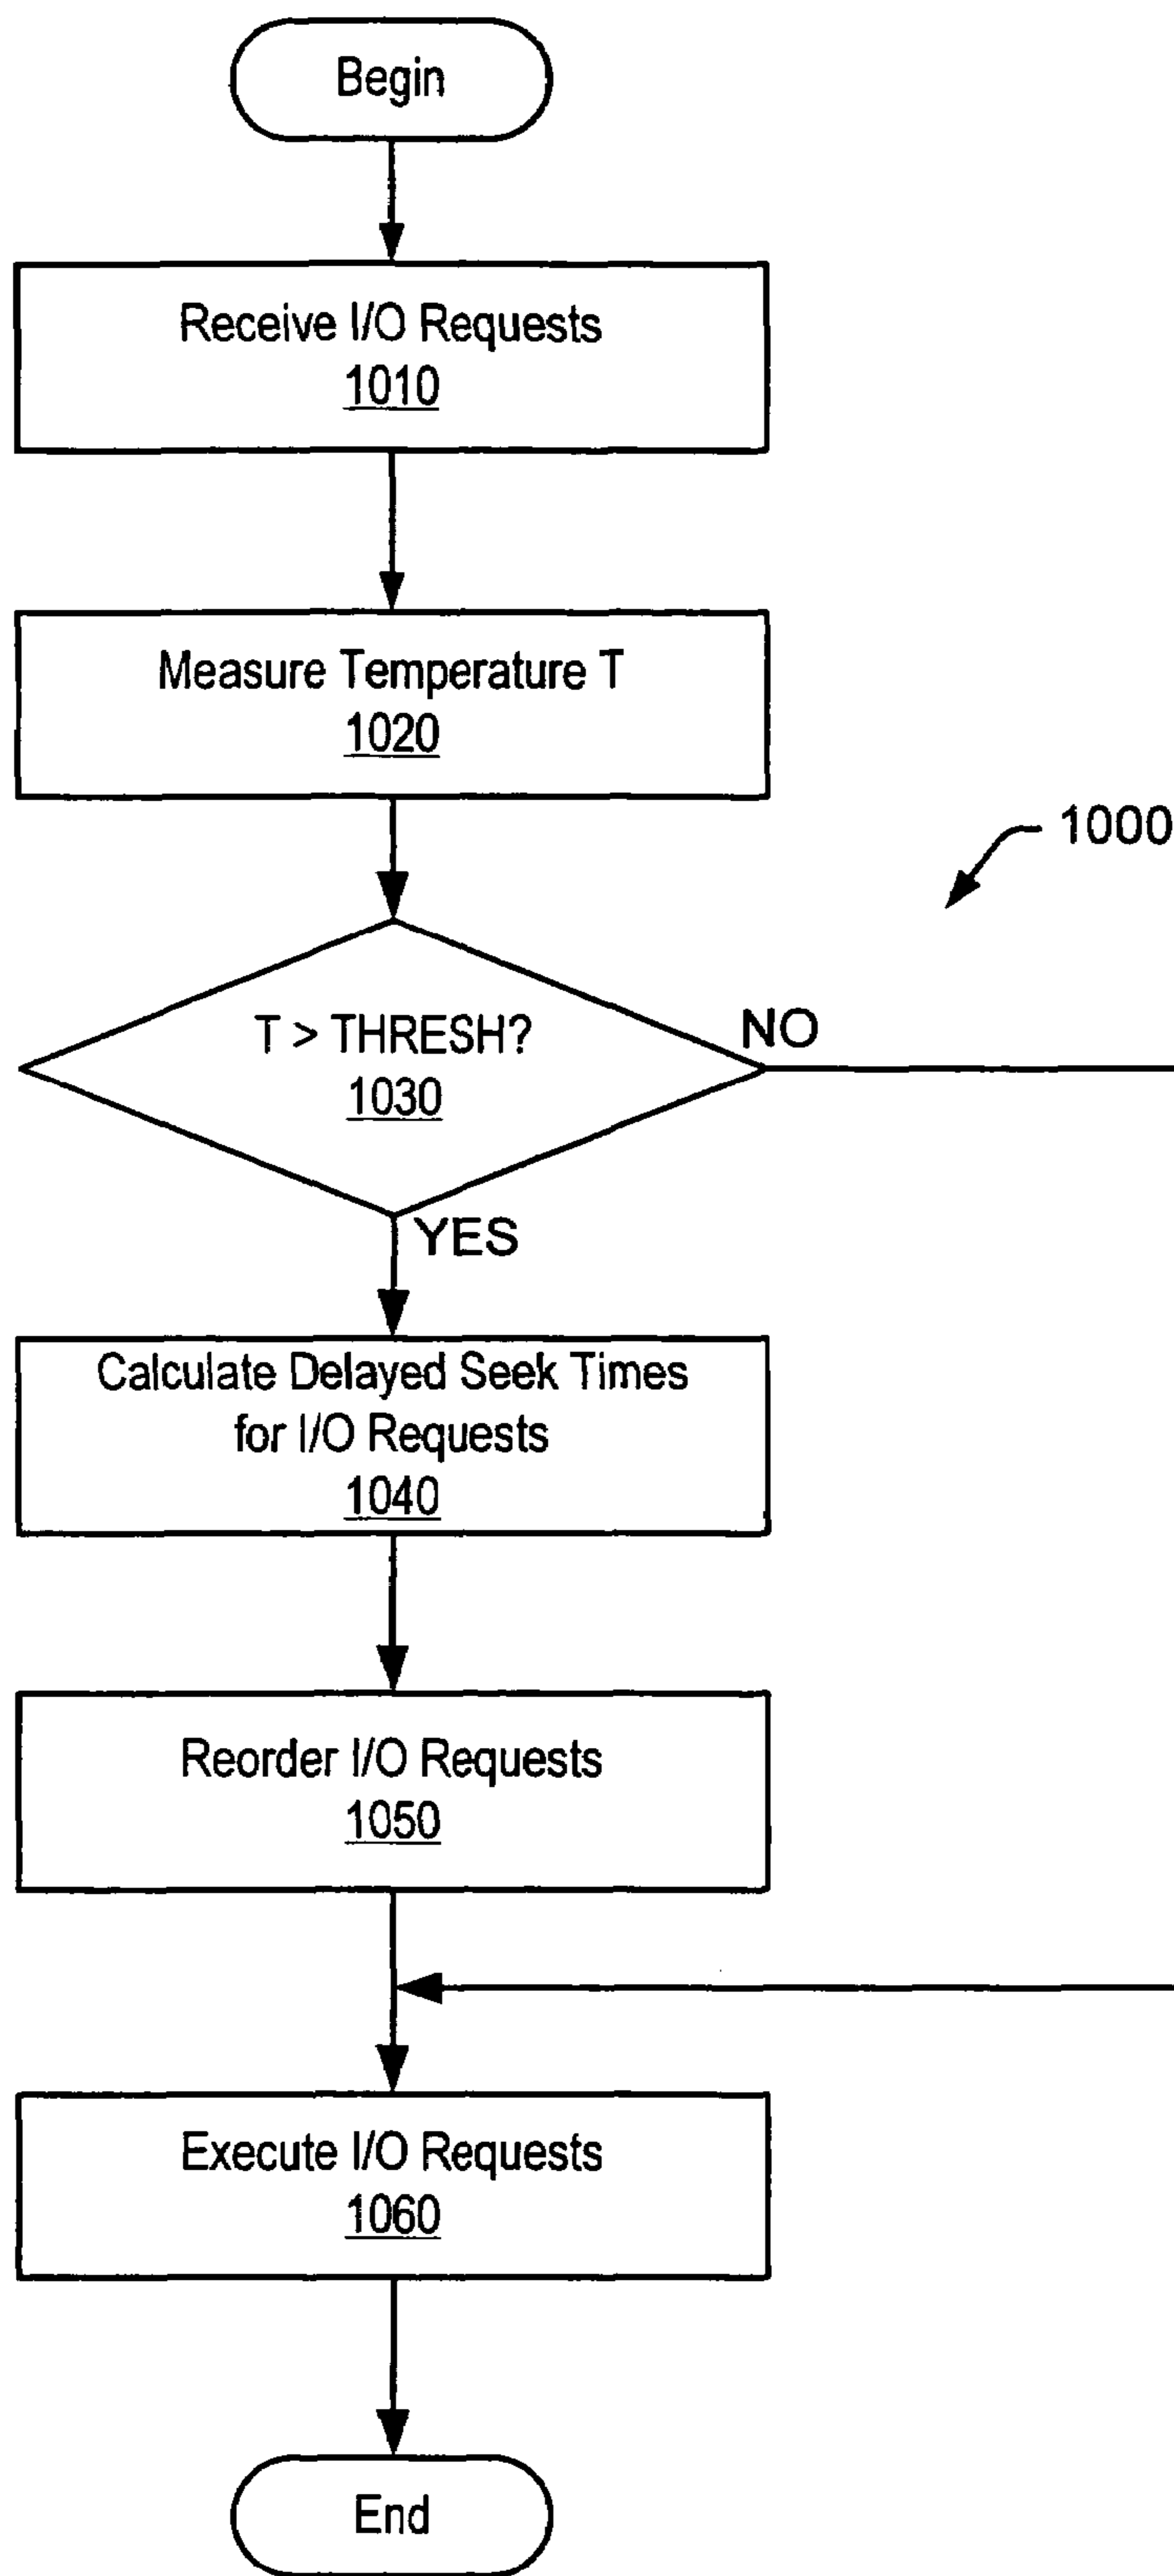 Begin
Receive I/O Requests
1010
Measure Temperature T
1020
1000
T > THRESH?
1030
NO
YES
Calculate Delayed Seek Times
for I/O Requests
1040
Reorder I/O Requests
1050
Execute I/O Requests
1060
End